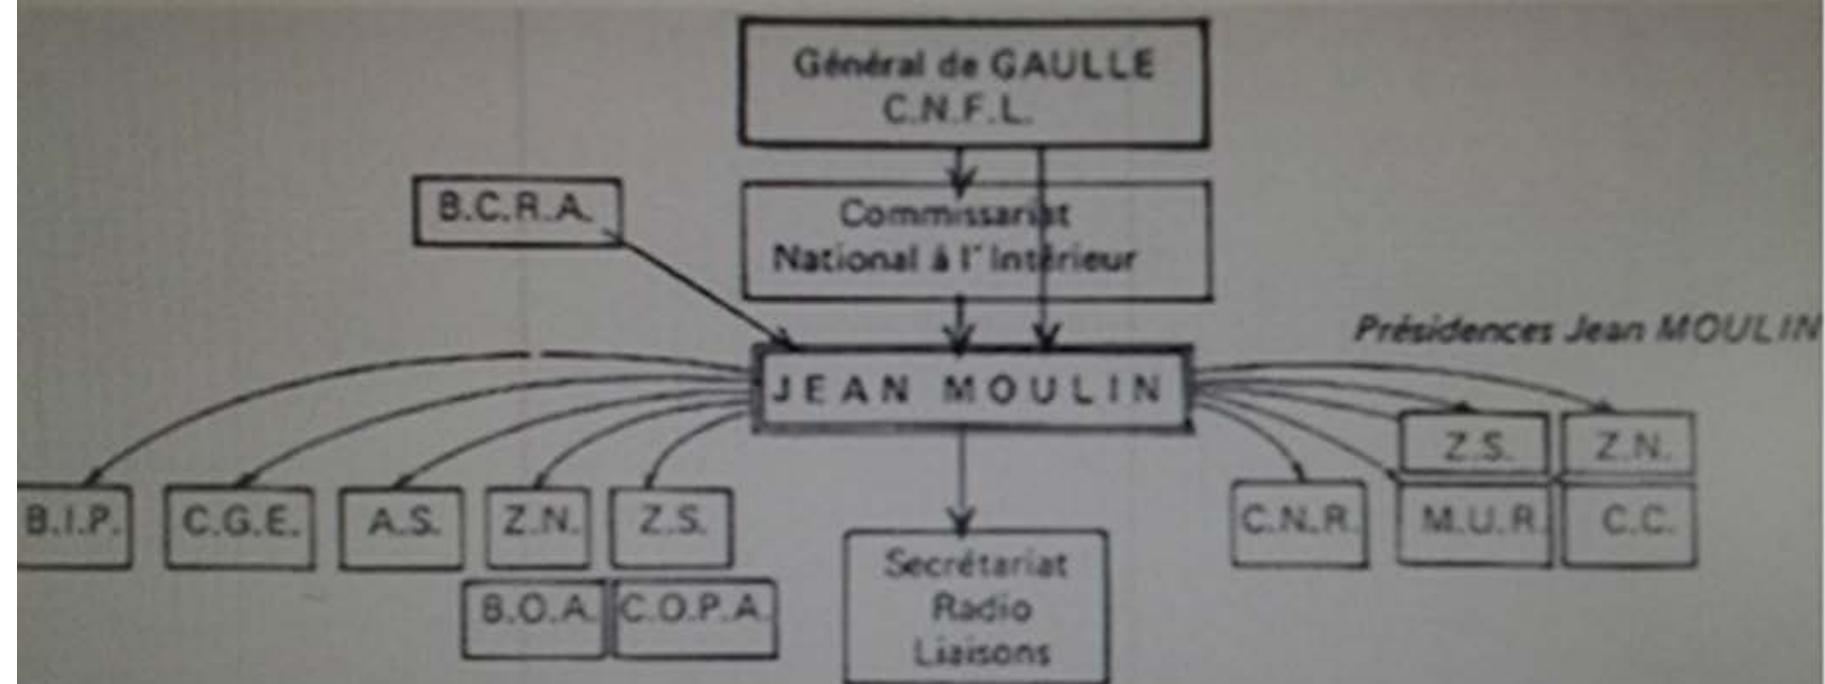 Général de GAULLE
C.N.F.L.
B.C.R.A.
Commissariat
National à l'Intérieur
Présidences Jean MOULIN
JEAN MOULIN
Z.S.
Z.N.
B.I.P.
C.G.E.
A.S.
Z.N.
Z.S.
C.N.R.
M.U.R.
C.C.
B.O.A.
C.O.P.A.
Secrétariat
Radio
Liaisons